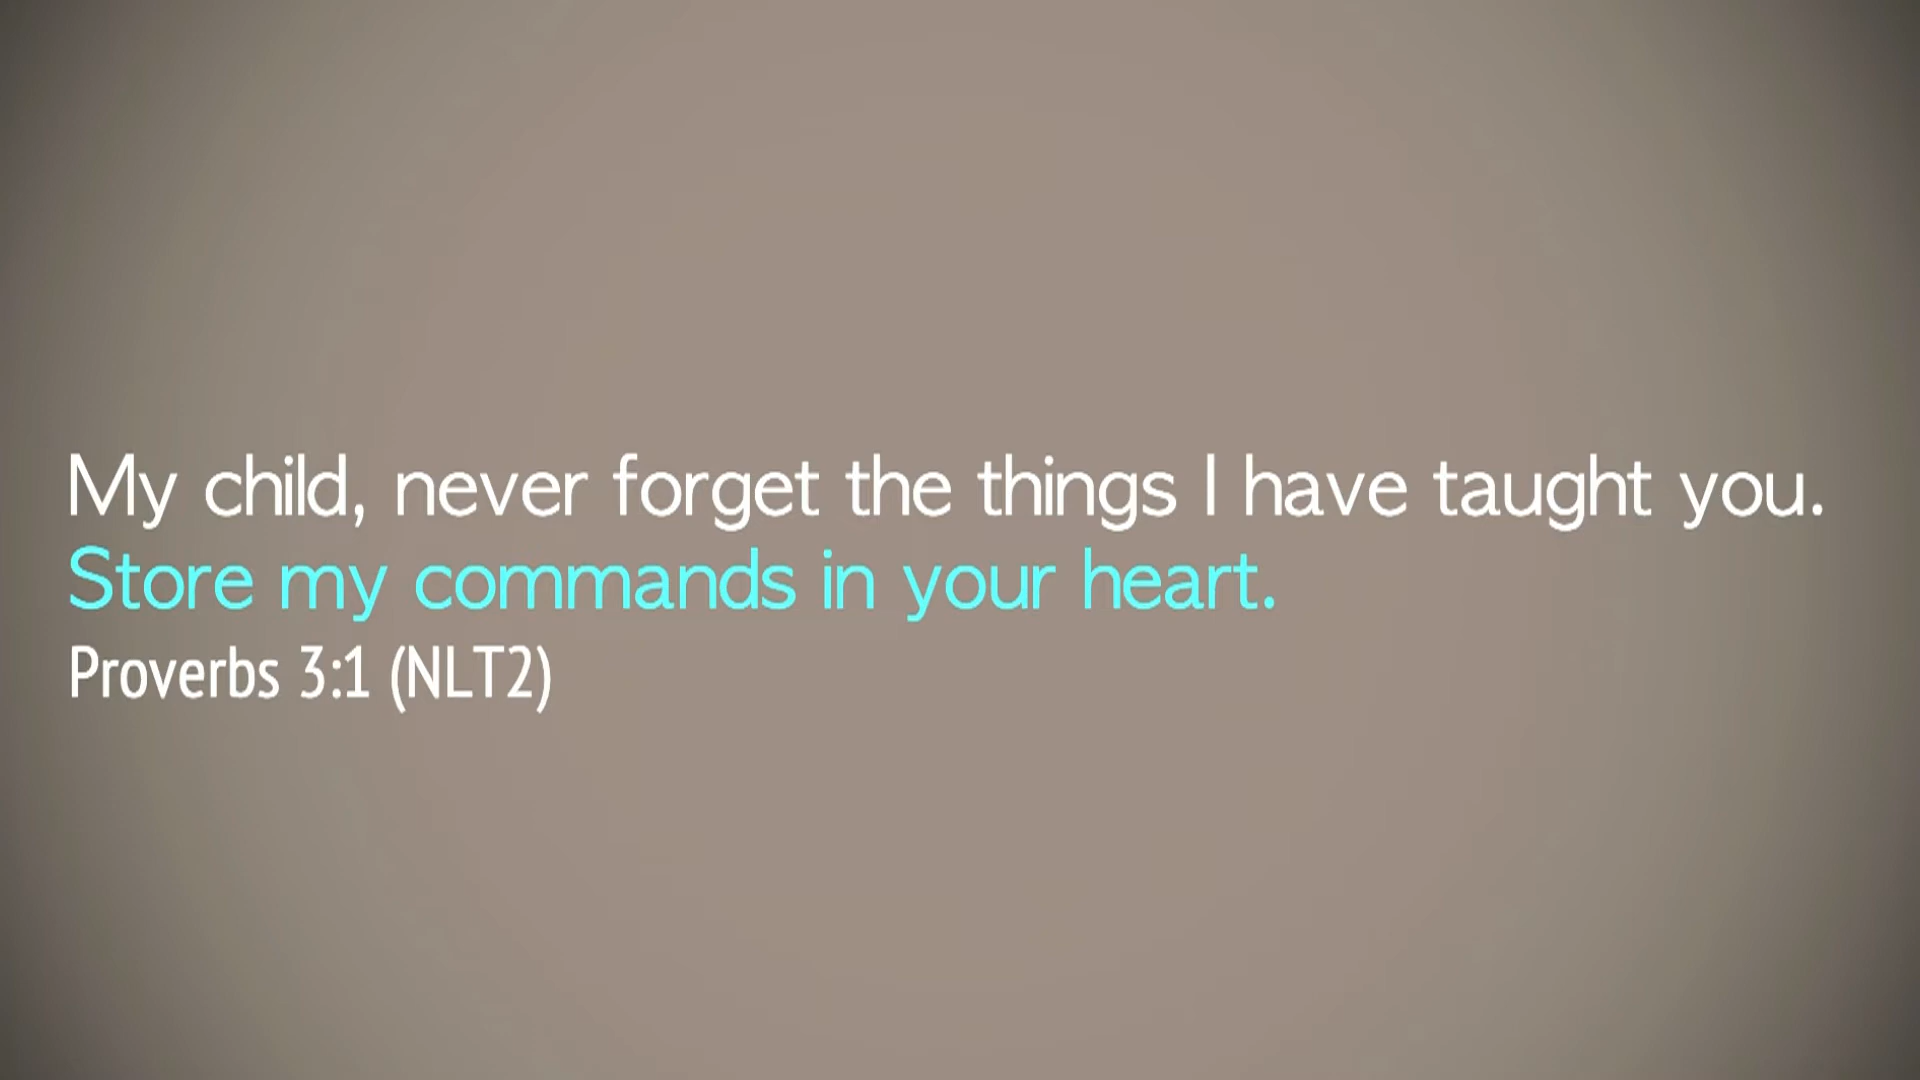 My child, never forget the things I have taught you.
Store my commands in your heart.
Proverbs 3:1 (NLT2)